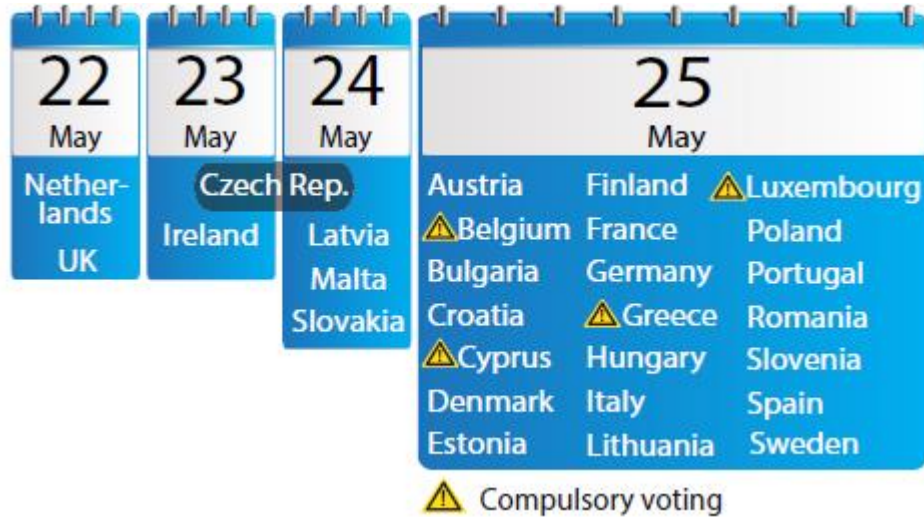 22
May
Nether-
lands
UK
23
May
Czech Rep.
Ireland
24
May
Latvia
Malta
Slovakia
25
May
Austria
Belgium
Bulgaria
Croatia
Cyprus
Denmark
Estonia
Finland
France
Germany
Greece
Hungary
Italy
Lithuania
Luxembourg
Poland
Portugal
Romania
Slovenia
Spain
Sweden
Compulsory voting